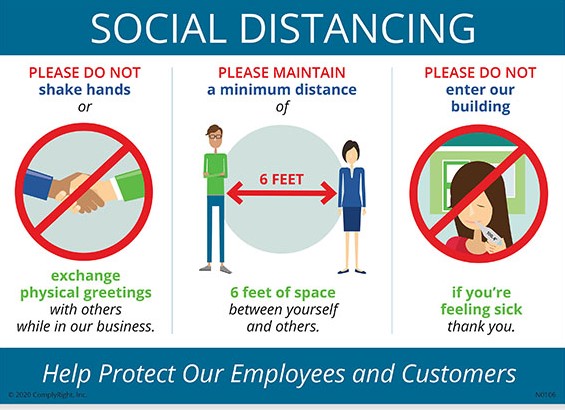 SOCIAL DISTANCING
PLEASE DO NOT
shake hands
or
exchange
physical greetings
with others
while in our business.
PLEASE MAINTAIN
a minimum distance
of
6 FEET
6 feet of space
between yourself
and others.
PLEASE DO NOT
enter our
building
if you're
feeling sick
thank you.
Help Protect Our Employees and Customers
© 2020 ComplyRight, Inc.
N0106